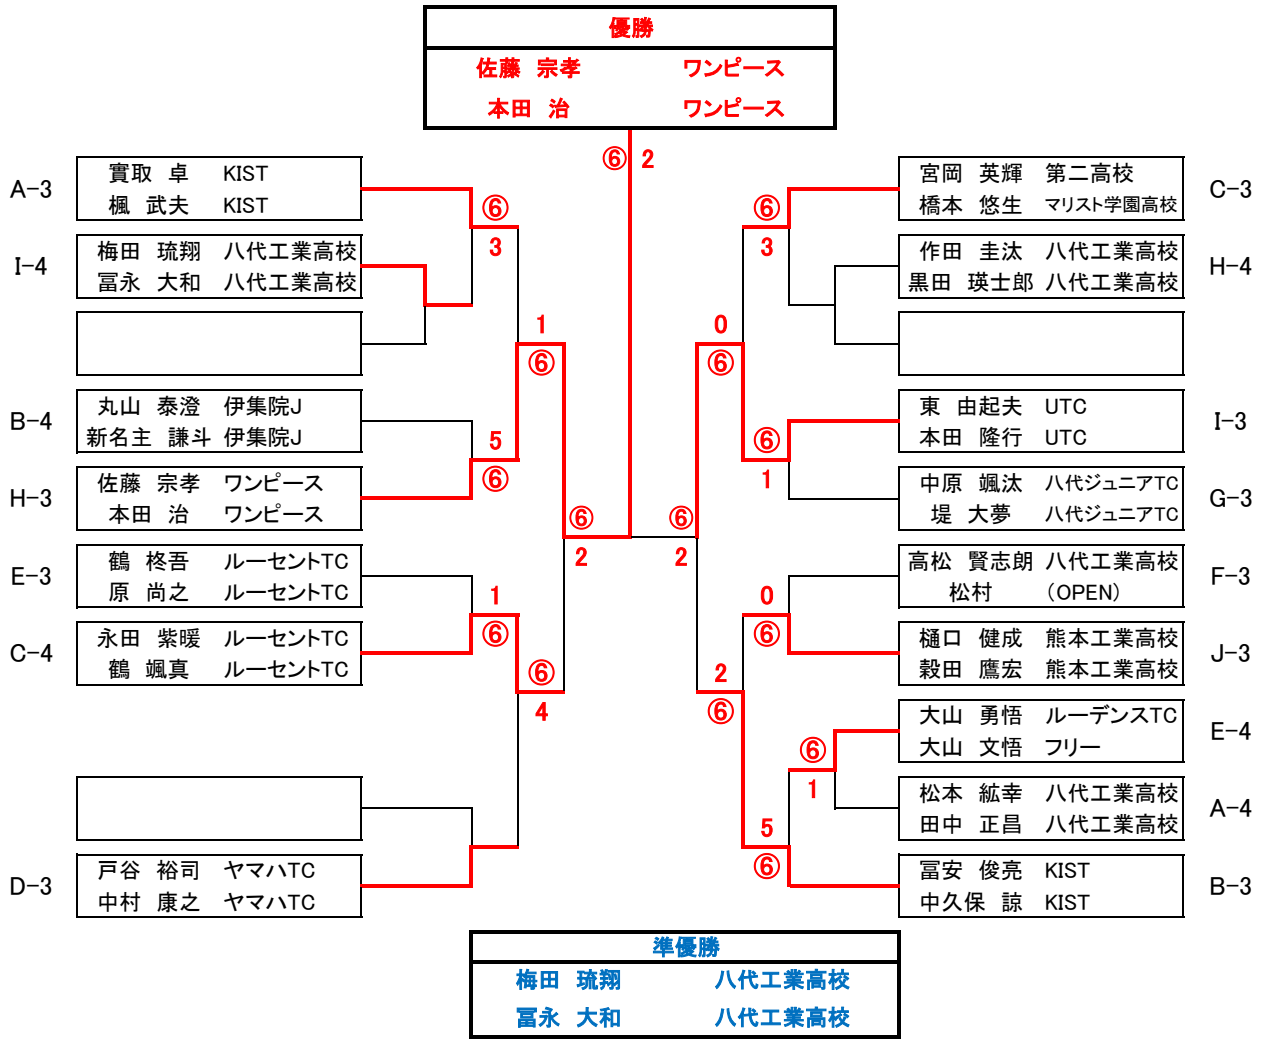 優勝
佐藤 宗孝 ワンピース
本田 治 ワンピース
⑥ 2
A-3
實取 卓 KIST
楓 武夫 KIST
I-4
梅田 琉翔 八代工業高校
冨永 大和 八代工業高校
B-4
丸山 泰澄 伊集院J
新名主 謙斗 伊集院J
H-3
佐藤 宗孝 ワンピース
本田 治 ワンピース
E-3
鶴 柊吾 ルーセントTC
原 尚之 ルーセントTC
C-4
永田 紫暖 ルーセントTC
鶴 颯真 ルーセントTC
D-3
戸谷 裕司 ヤマハTC
中村 康之 ヤマハTC
⑥
3
1
⑥
5
⑥
⑥
2
1
⑥
⑥
4
宮岡 英輝 第二高校
橋本 悠生 マリスト学園高校
C-3
作田 圭汰 八代工業高校
黒田 瑛士郎 八代工業高校
H-4
東 由起夫 UTC
本田 隆行 UTC
I-3
中原 颯汰 八代ジュニアTC
堤 大夢 八代ジュニアTC
G-3
高松 賢志朗 八代工業高校
松村 (OPEN)
F-3
樋口 健成 熊本工業高校
穀田 鷹宏 熊本工業高校
J-3
大山 勇悟 ルーデンスTC
大山 文悟 フリー
E-4
松本 紘幸 八代工業高校
田中 正昌 八代工業高校
A-4
冨安 俊亮 KIST
中久保 諒 KIST
B-3
⑥
3
0
⑥
⑥
1
⑥
2
0
⑥
2
⑥
⑥
1
5
⑥
準優勝
梅田 琉翔 八代工業高校
冨永 大和 八代工業高校